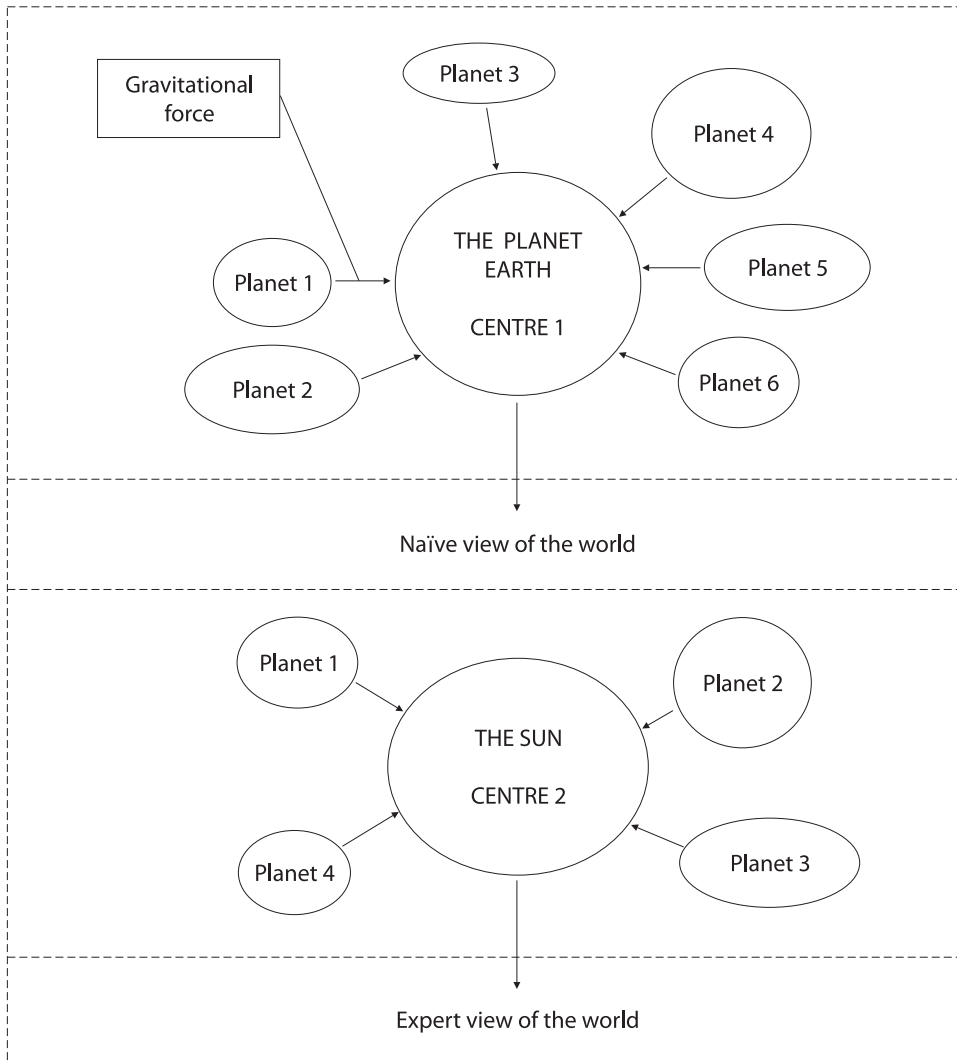 Gravitational
force
Planet 3
Planet 4
THE PLANET
EARTH
CENTRE 1
Planet 1
Planet 5
Planet 2
Planet 6
Naïve view of the world
Planet 1
Planet 2
THE SUN
CENTRE 2
Planet 4
Planet 3
Expert view of the world